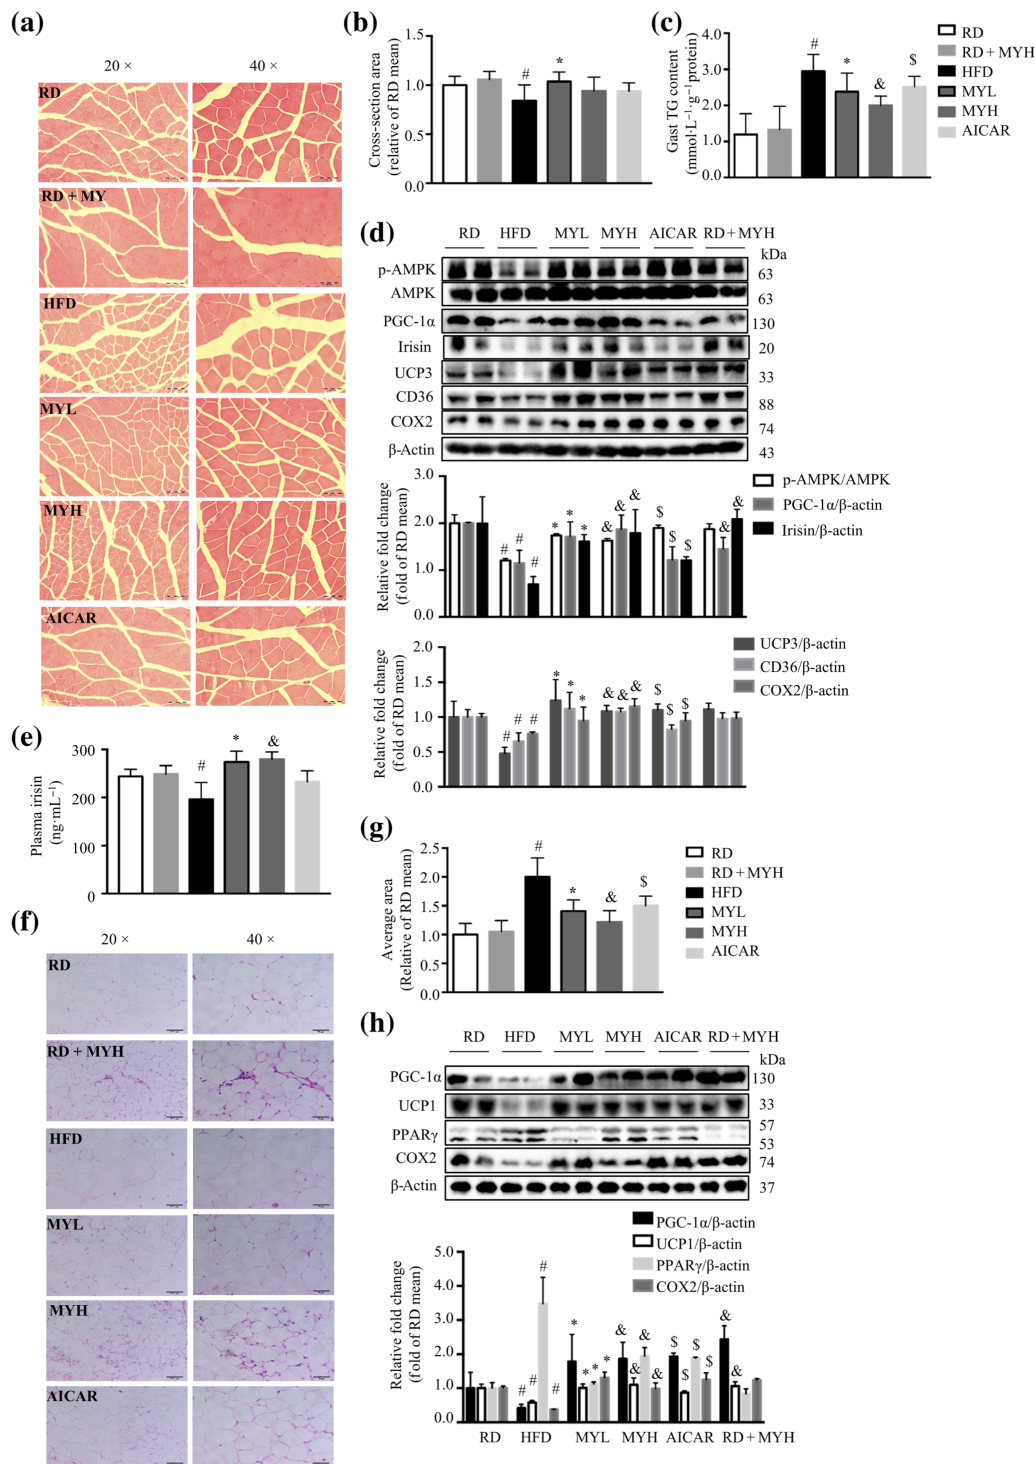 (a)
20 × 40 ×
RD
RD + MY
HFD
MYL
MYH
AICAR
(b)
Cross-section area
(relative of RD mean)
1.5
1.0
0.5
0.0
# *
(c)
Gast TG content
(mmol·L⁻¹·g⁻¹ protein)
4.0
3.0
2.0
1.0
0.0
# * & $
RD
RD + MYH
HFD
MYL
MYH
AICAR
(d)
RD HFD MYL MYH AICAR RD + MYH
kDa
p-AMPK 63
AMPK 63
PGC-1α 130
Irisin 20
UCP3 33
CD36 88
COX2 74
β-Actin 43
Relative fold change
(fold of RD mean)
3.0
2.0
1.0
0.0
# # # * * * & & & $ $ $ & &
p-AMPK/AMPK
PGC-1α/β-actin
Irisin/β-actin
Relative fold change
(fold of RD mean)
2.0
1.5
1.0
0.5
0.0
# # # * * * & & & $ $ $
UCP3/β-actin
CD36/β-actin
COX2/β-actin
(e)
Plasma irisin
(ng·mL⁻¹)
300
200
100
0
# * &
(f)
20 × 40 ×
RD
RD + MYH
HFD
MYL
MYH
AICAR
(g)
Average area
(Relative of RD mean)
2.5
2.0
1.5
1.0
0.5
0.0
# * & $
RD
RD + MYH
HFD
MYL
MYH
AICAR
(h)
RD HFD MYL MYH AICAR RD + MYH
kDa
PGC-1α 130
UCP1 33
PPARγ 57
53
COX2 74
β-Actin 37
PGC-1α/β-actin
UCP1/β-actin
PPARγ/β-actin
COX2/β-actin
Relative fold change
(fold of RD mean)
5.0
4.0
3.0
2.0
1.0
0.0
# # # # * * * * & & & & $ $ $ $ & &
RD HFD MYL MYH AICAR RD + MYH